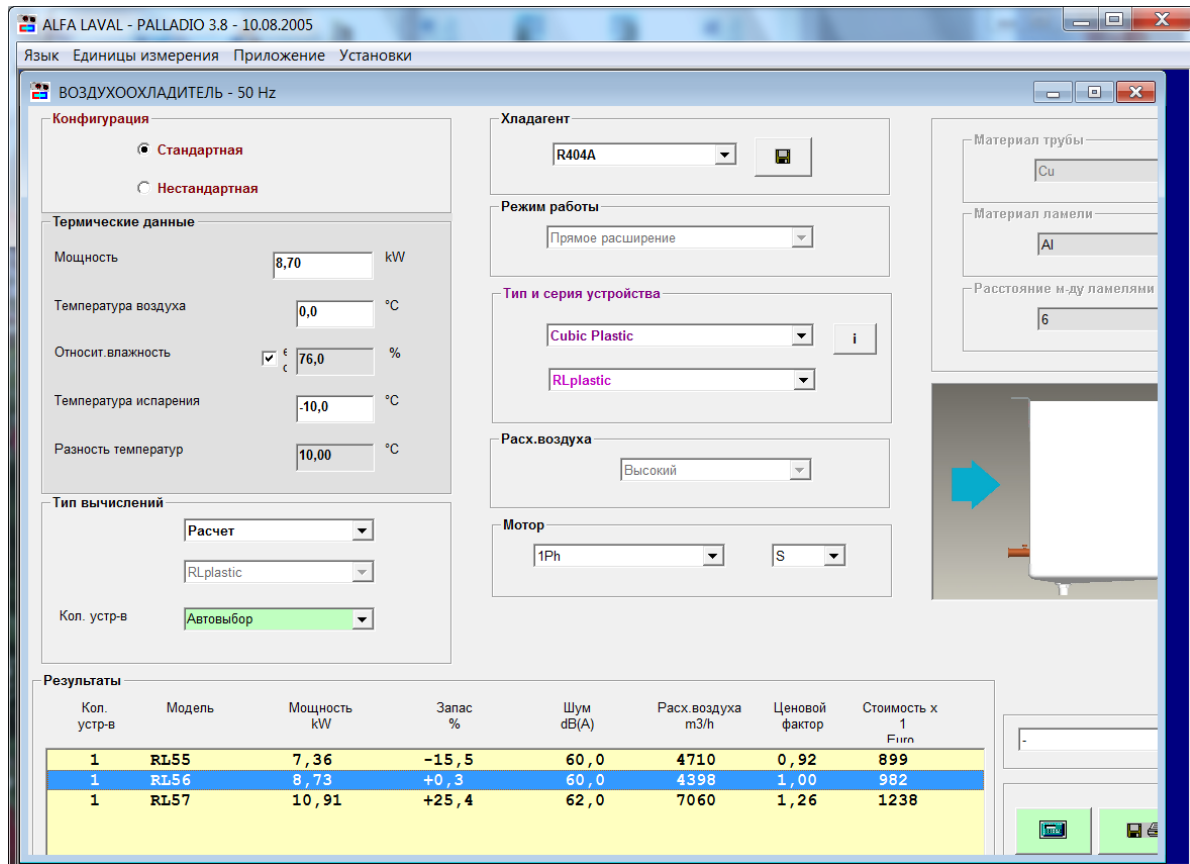 ALFA LAVAL - PALLADIO 3.8 - 10.08.2005
Язык Единицы измерения Приложение Установки
ВОЗДУХООХЛАДИТЕЛЬ - 50 Hz
Конфигурация
Стандартная
Нестандартная
Термические данные
Мощность 8,70 kW
Температура воздуха 0,0 °C
Относит.влажность 76,0 %
Температура испарения -10,0 °C
Разность температур 10,00 °C
Тип вычислений
Расчет
RLplastic
Кол. устр-в Автовыбор
Хладагент
R404A
Режим работы
Прямое расширение
Тип и серия устройства
Cubic Plastic
i
RLplastic
Расх.воздуха
Высокий
Мотор
1Ph S
Материал трубы
Cu
Материал ламели
Al
Расстояние м-ду ламелями
6
Результаты
Кол. Модель Мощность Запас Шум Расх.воздуха Ценовой Стоимость х
устр-в kW % dB(A) m3/h фактор 1
Euro
1 RL55 7,36 -15,5 60,0 4710 0,92 899
1 RL56 8,73 +0,3 60,0 4398 1,00 982
1 RL57 10,91 +25,4 62,0 7060 1,26 1238
-